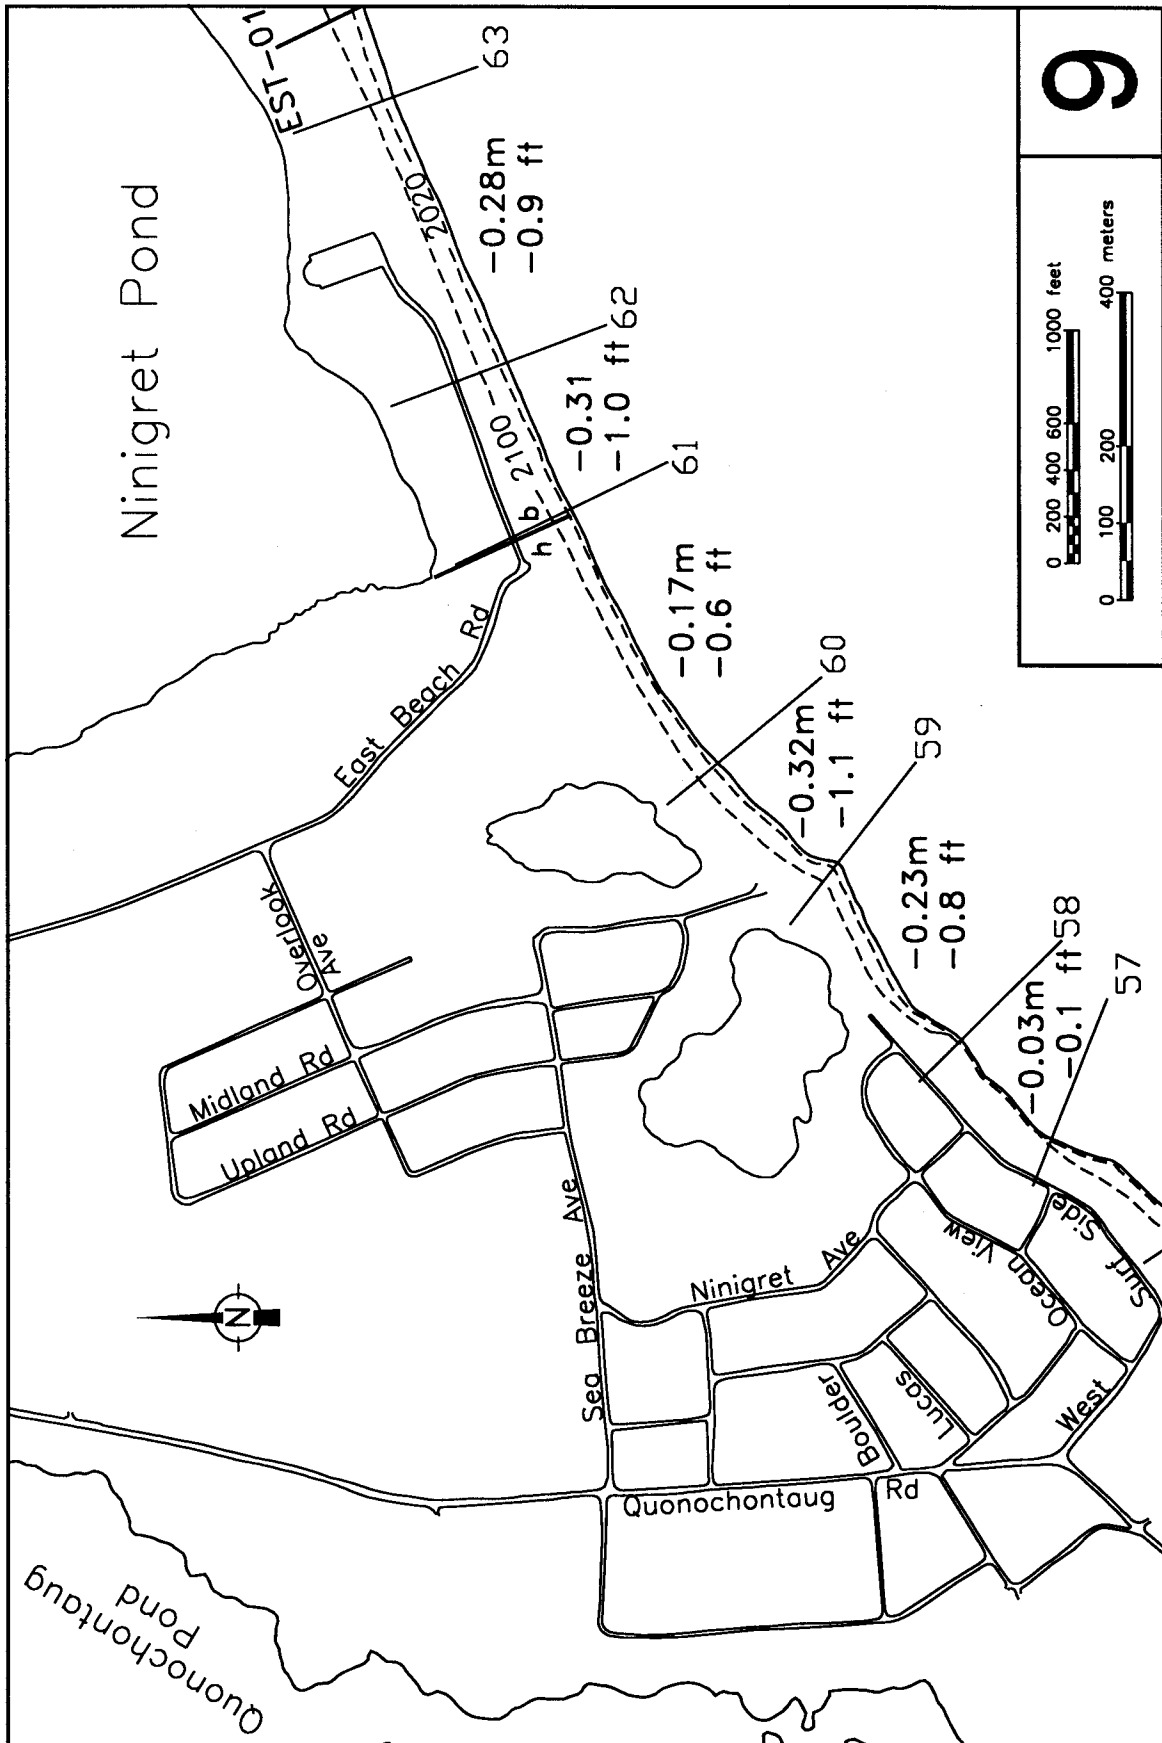 9
0 200 400 600 1000 feet
0 100 200 400 meters
Ninigret Pond
EST-01
63
2020
-0.28m
-0.9 ft
62
2100
-0.31
-1.0 ft
61
b
h
-0.17m
-0.6 ft
East Beach Rd
60
-0.32m
-1.1 ft
59
-0.23m
-0.8 ft
58
-0.03m
-0.1 ft
57
Overlook
Ave
Midland Rd
Upland Rd
Sea Breeze Ave
Ninigret Ave
Ocean View
Surf Side
Boulder
Lucas
West
Quonochontaug Rd
N
Quonochontaug
Pond